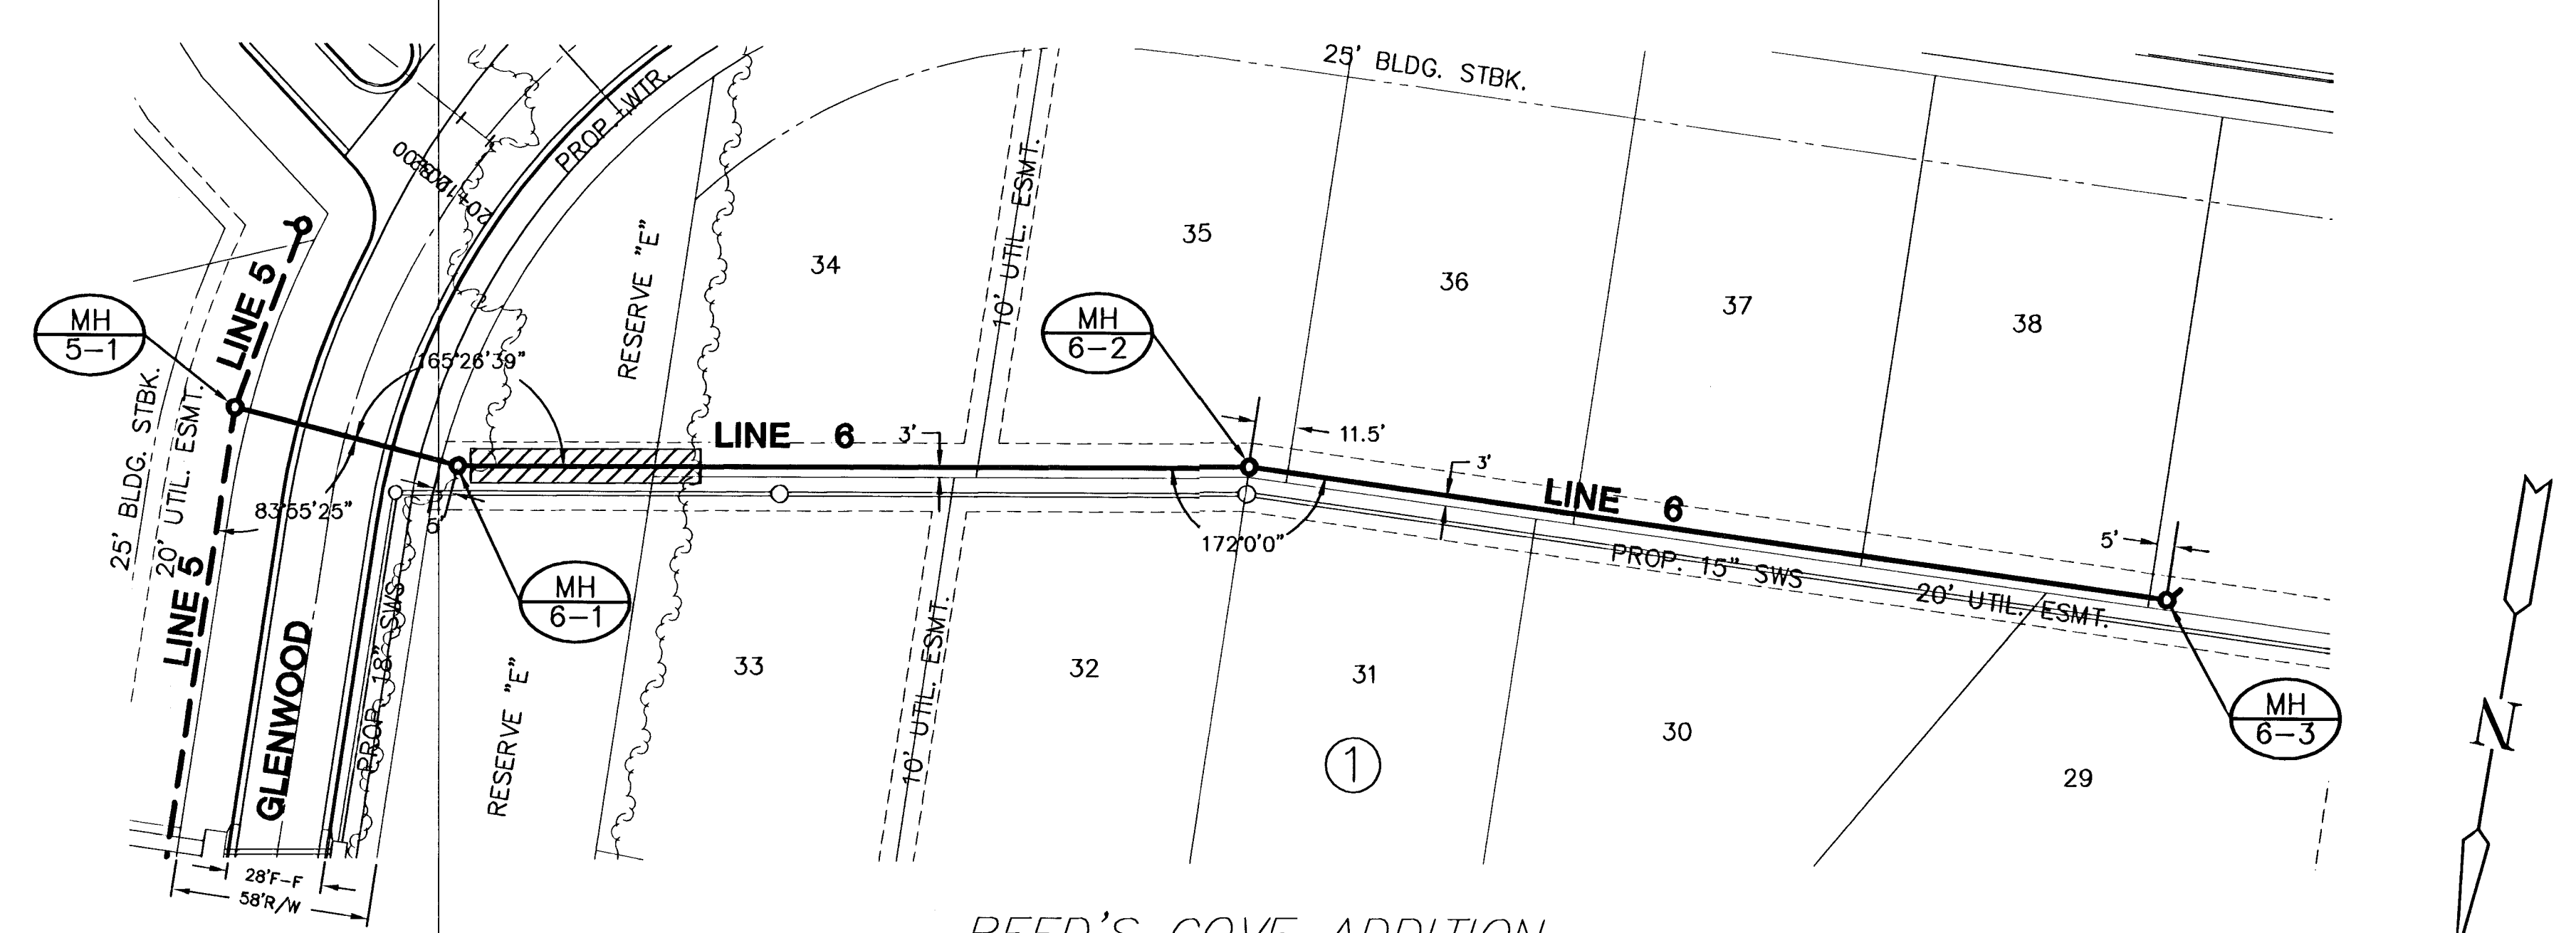 25' BLDG. STBK.
PROP. WTR.
10' UTIL. ESMT.
RESERVE "E"
34
35
36
37
38
LINE 5
MH
5-1
MH
6-2
165°26'39"
25' BLDG. STBK.
20' UTIL. ESMT.
LINE 6
3'
11.5'
3'
LINE 6
83°55'25"
5'
172°0'0"
PROP. 15" SWS
5'
20' UTIL. ESMT.
LINE 5
GLENWOOD
PROP. 18" SWS
MH
6-1
RESERVE "E"
33
10' UTIL. ESMT.
32
31
30
29
1
MH
6-3
N
28'F-F
58'R/W
REED'S COVE ADDITION